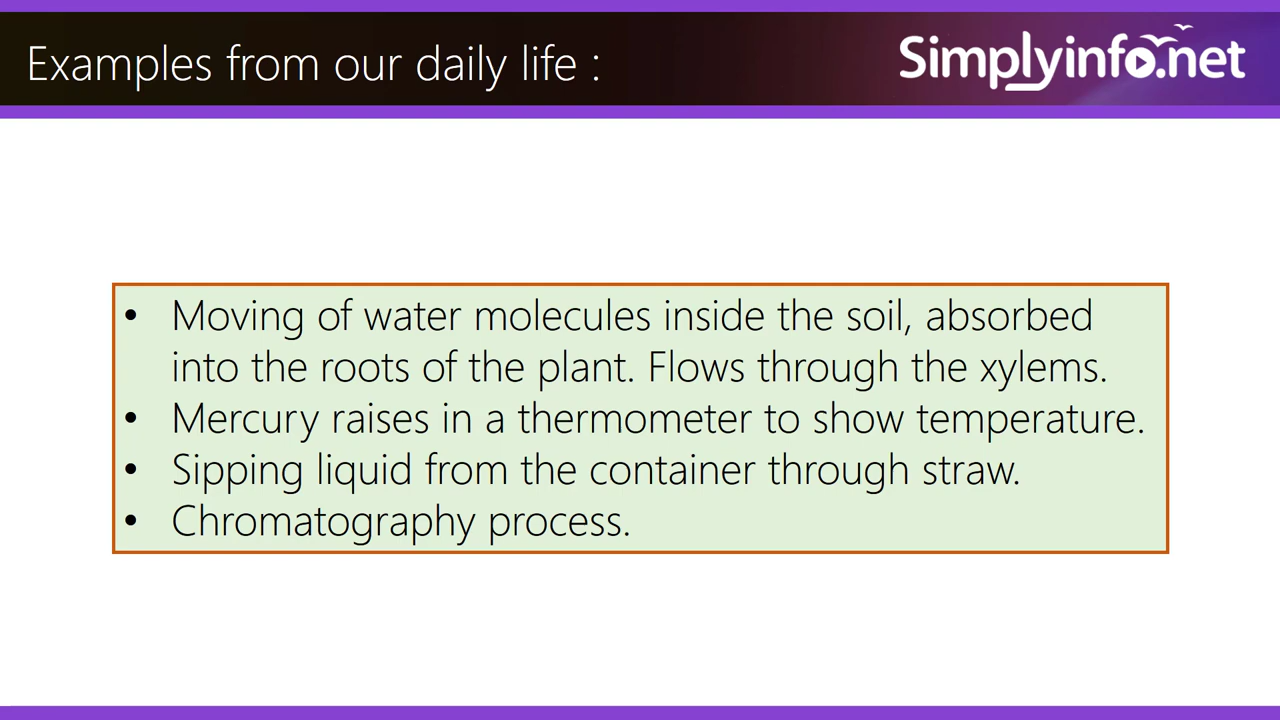 Examples from our daily life :
Simplyinfo.net
• Moving of water molecules inside the soil, absorbed
into the roots of the plant. Flows through the xylems.
• Mercury raises in a thermometer to show temperature.
• Sipping liquid from the container through straw.
• Chromatography process.